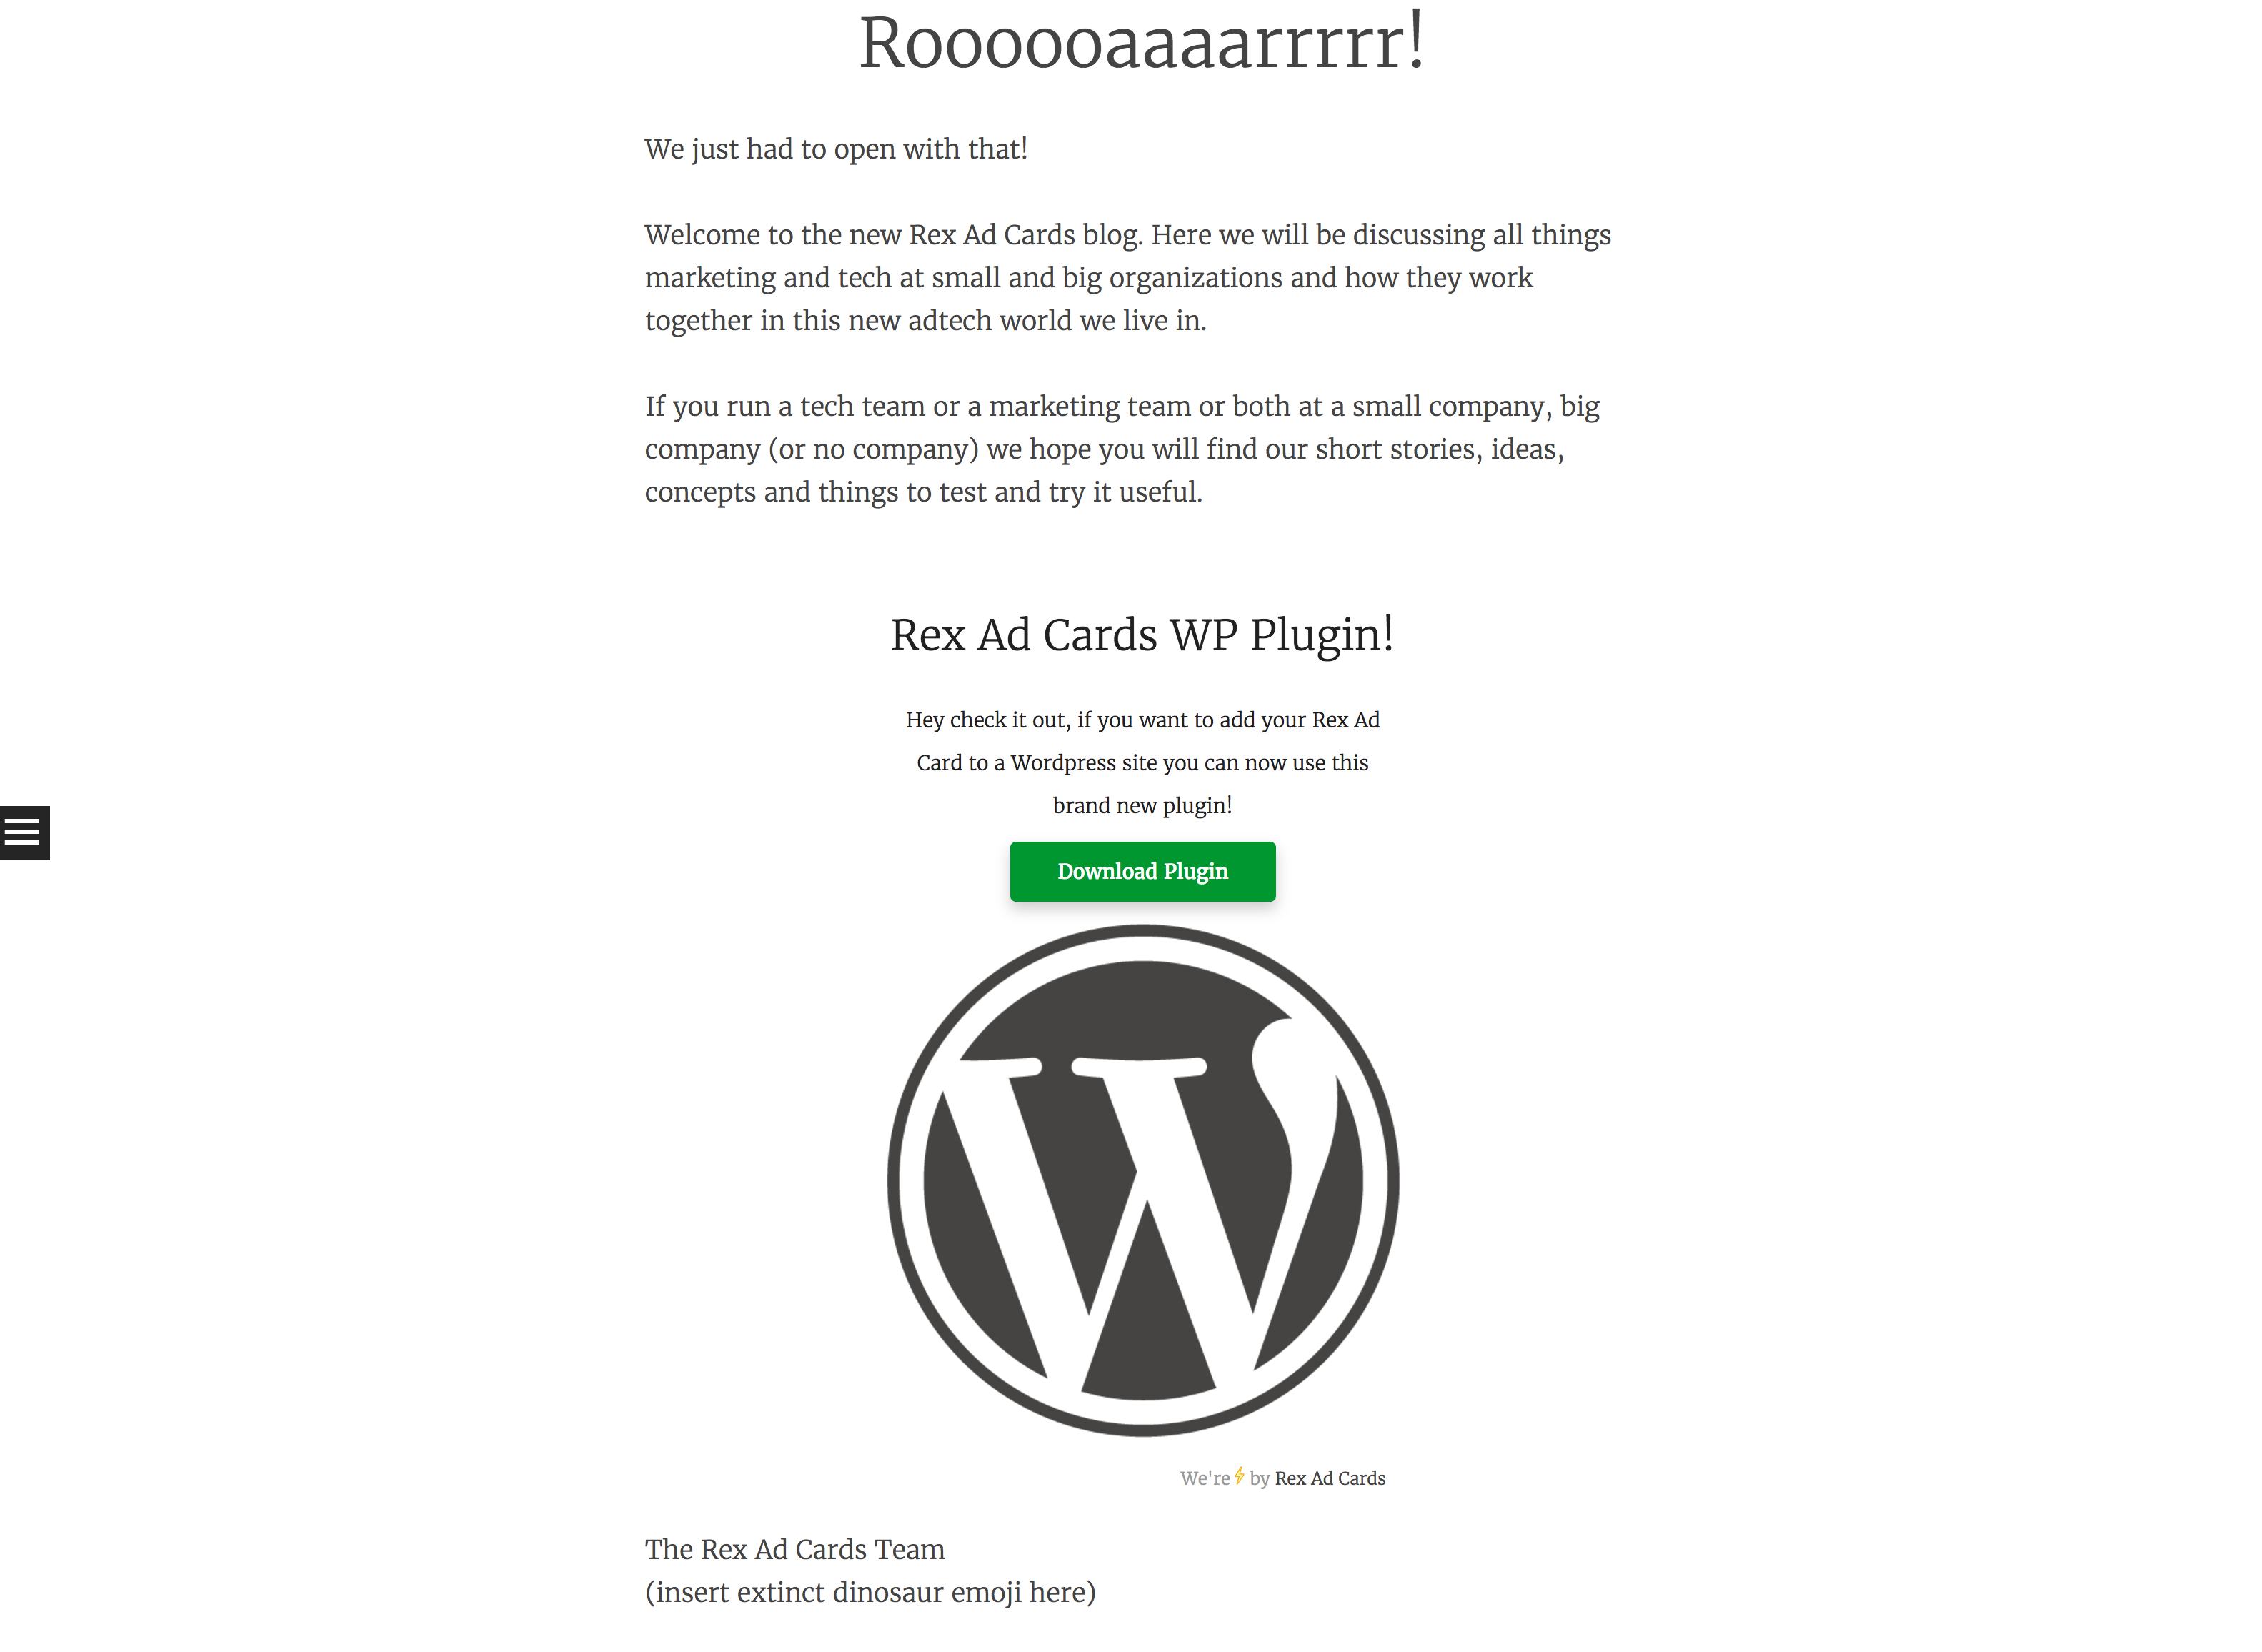 Roooooaaaarrrrr!
We just had to open with that!
Welcome to the new Rex Ad Cards blog. Here we will be discussing all things
marketing and tech at small and big organizations and how they work
together in this new adtech world we live in.
If you run a tech team or a marketing team or both at a small company, big
company (or no company) we hope you will find our short stories, ideas,
concepts and things to test and try it useful.
Rex Ad Cards WP Plugin!
Hey check it out, if you want to add your Rex Ad
Card to a Wordpress site you can now use this
brand new plugin!
Download Plugin
W
We're⚡by Rex Ad Cards
The Rex Ad Cards Team
(insert extinct dinosaur emoji here)